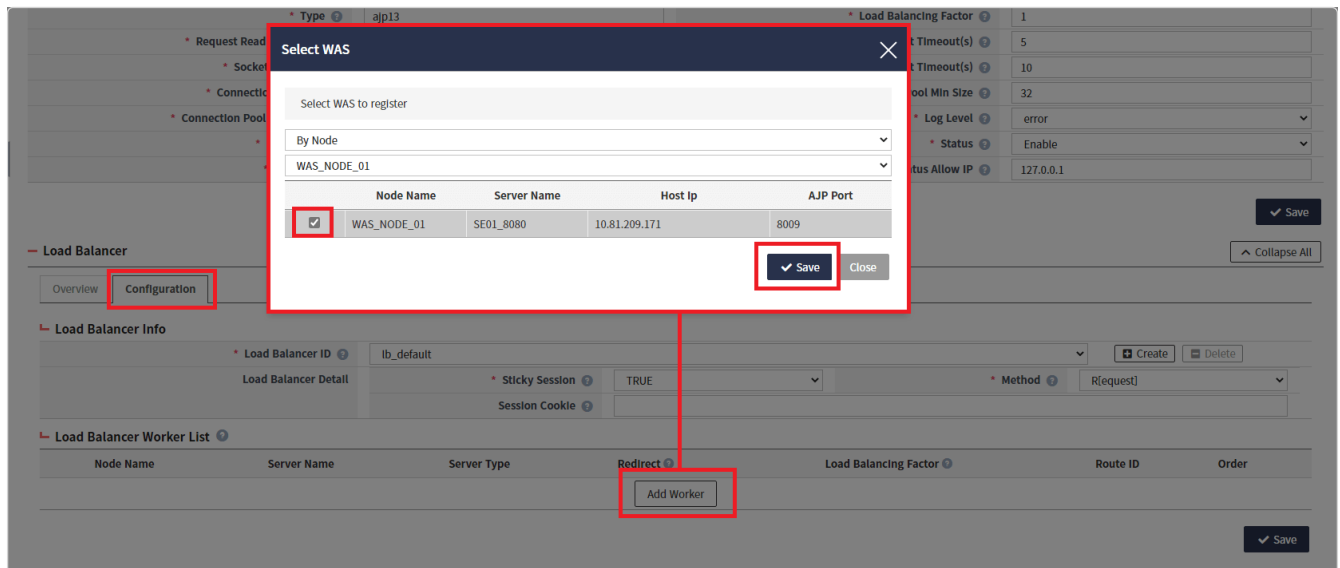 * Type ajp13 * Load Balancing Factor 1
* Request Read t Timeout(s) 5
* Socket t Timeout(s) 10
* Connectio ool Min Size 32
* Connection Pool * Log Level error
* * Status Enable
* tus Allow IP 127.0.0.1
Save
Select WAS
Select WAS to register
By Node
WAS_NODE_01
Node Name Server Name Host Ip AJP Port
WAS_NODE_01 SE01_8080 10.81.209.171 8009
Save Close
Load Balancer Collapse All
Overview Configuration
Load Balancer Info
* Load Balancer ID lb_default Create Delete
Load Balancer Detail * Sticky Session TRUE * Method R[equest]
Session Cookie
Load Balancer Worker List
Node Name Server Name Server Type Redirect Load Balancing Factor Route ID Order
Add Worker
Save